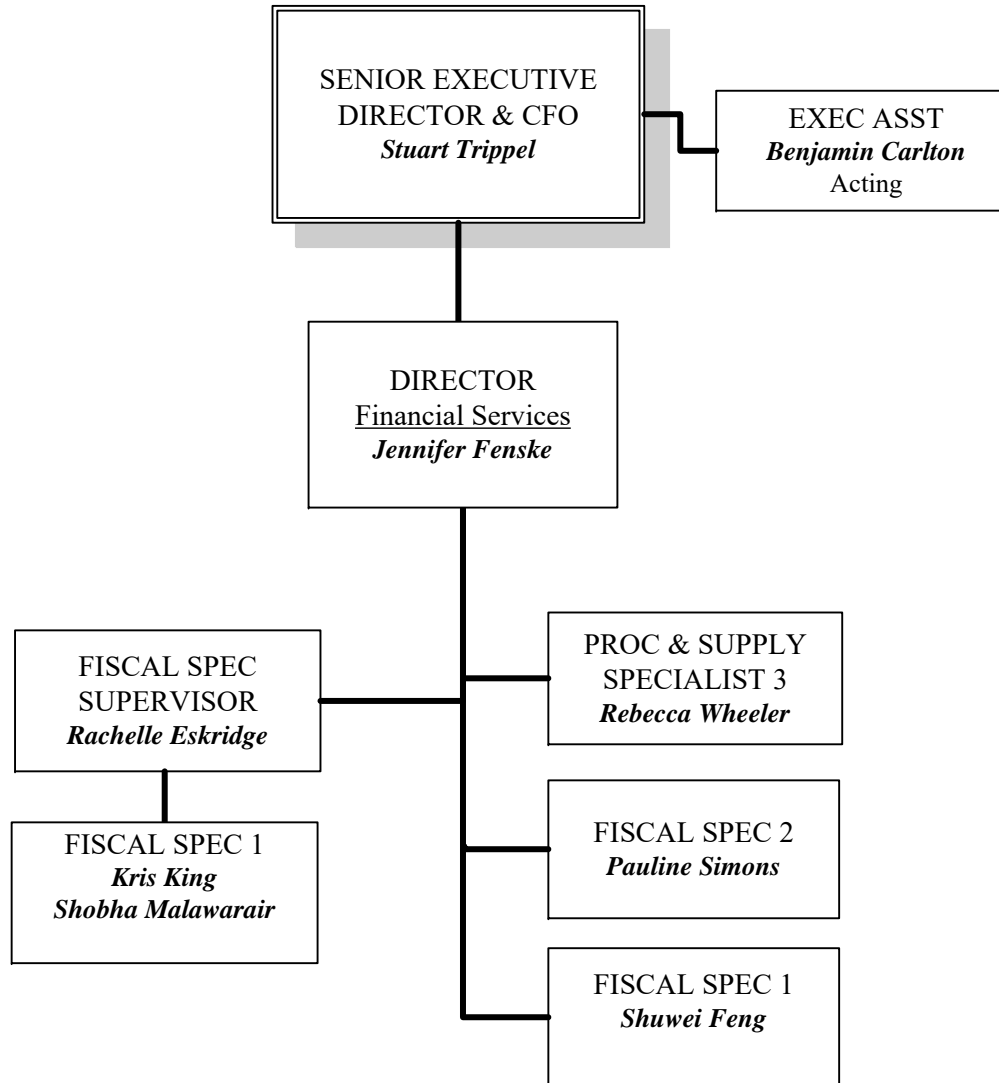 SENIOR EXECUTIVE
DIRECTOR & CFO
Stuart Trippel
EXEC ASST
Benjamin Carlton
Acting
DIRECTOR
Financial Services
Jennifer Fenske
FISCAL SPEC
SUPERVISOR
Rachelle Eskridge
FISCAL SPEC 1
Kris King
Shobha Malawarair
PROC & SUPPLY
SPECIALIST 3
Rebecca Wheeler
FISCAL SPEC 2
Pauline Simons
FISCAL SPEC 1
Shuwei Feng